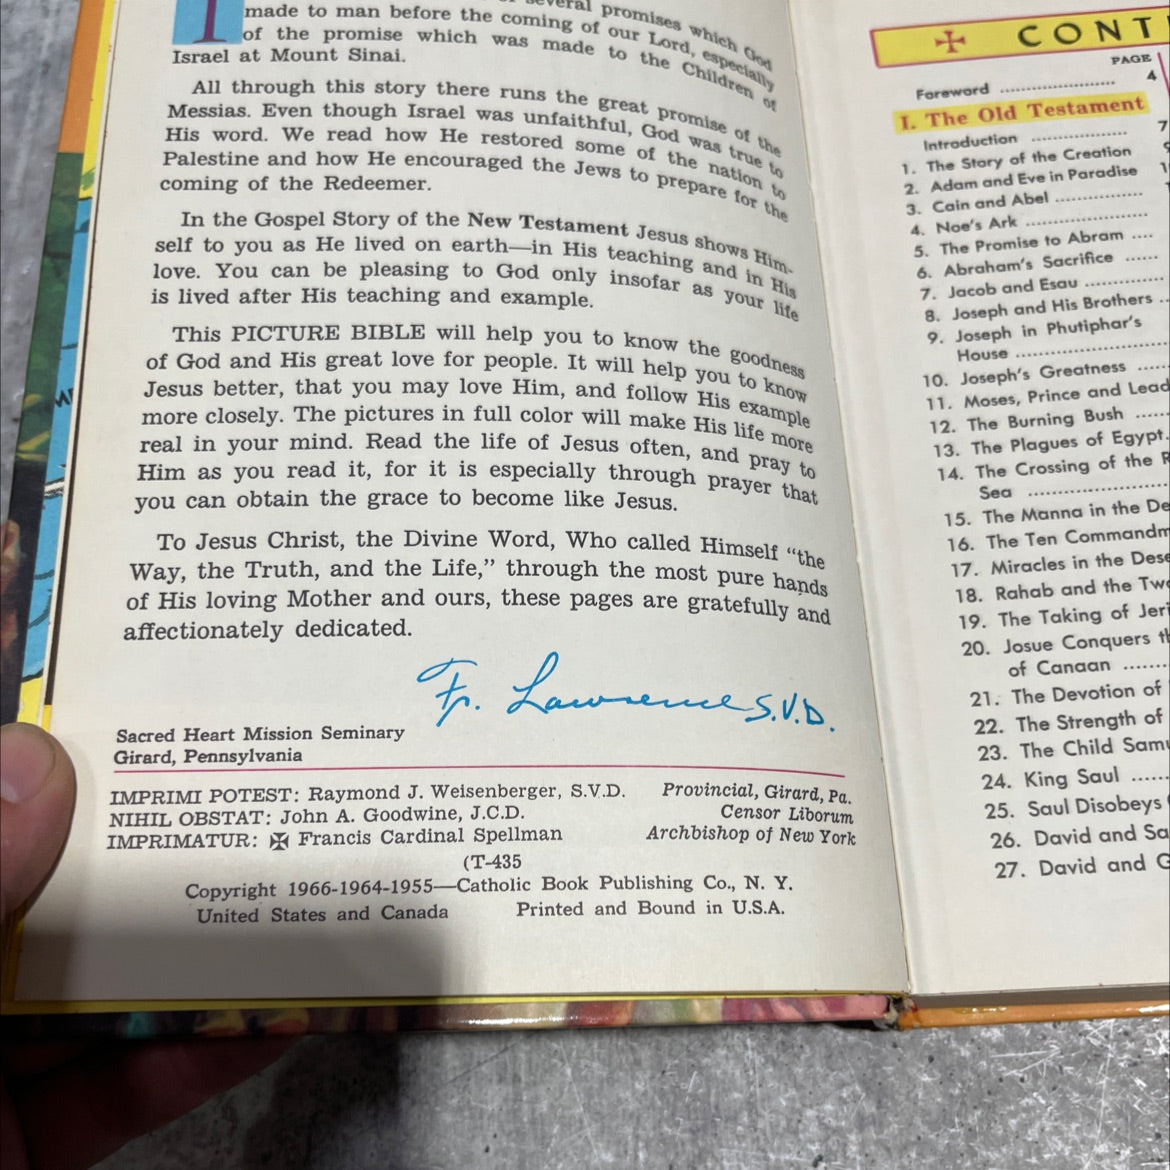 I
several promises which God
made to man before the coming of our Lord, especially
of the promise which was made to the Children of
Israel at Mount Sinai.
All through this story there runs the great promise of the
Messias. Even though Israel was unfaithful, God was true to
His word. We read how He restored some of the nation to
Palestine and how He encouraged the Jews to prepare for the
coming of the Redeemer.
In the Gospel Story of the New Testament Jesus shows Him-
self to you as He lived on earth—in His teaching and in His
love. You can be pleasing to God only insofar as your life
is lived after His teaching and example.
This PICTURE BIBLE will help you to know the goodness
of God and His great love for people. It will help you to know
Jesus better, that you may love Him, and follow His example
more closely. The pictures in full color will make His life more
real in your mind. Read the life of Jesus often, and pray to
Him as you read it, for it is especially through prayer that
you can obtain the grace to become like Jesus.
To Jesus Christ, the Divine Word, Who called Himself “the
Way, the Truth, and the Life,” through the most pure hands
of His loving Mother and ours, these pages are gratefully and
affectionately dedicated.
Fr. Lawrence S.V.D.
Sacred Heart Mission Seminary
Girard, Pennsylvania
IMPRIMI POTEST: Raymond J. Weisenberger, S.V.D. Provincial, Girard, Pa.
NIHIL OBSTAT: John A. Goodwine, J.C.D. Censor Liborum
IMPRIMATUR: ✠ Francis Cardinal Spellman Archbishop of New York
(T-435
Copyright 1966-1964-1955—Catholic Book Publishing Co., N. Y.
United States and Canada Printed and Bound in U.S.A.
CONT
PAGE
Foreword .................... 4
I. The Old Testament
Introduction .................. 7
1. The Story of the Creation 9
2. Adam and Eve in Paradise
3. Cain and Abel ................
4. Noe's Ark ......................
5. The Promise to Abram ....
6. Abraham's Sacrifice ......
7. Jacob and Esau ..............
8. Joseph and His Brothers ..
9. Joseph in Phutiphar's
House ........................
10. Joseph's Greatness ......
11. Moses, Prince and Lead
12. The Burning Bush ......
13. The Plagues of Egypt.
14. The Crossing of the R
Sea ........................
15. The Manna in the De
16. The Ten Commandm
17. Miracles in the Dese
18. Rahab and the Tw
19. The Taking of Jeri
20. Josue Conquers th
of Canaan .......
21. The Devotion of
22. The Strength of
23. The Child Samu
24. King Saul ......
25. Saul Disobeys
26. David and Sa
27. David and G